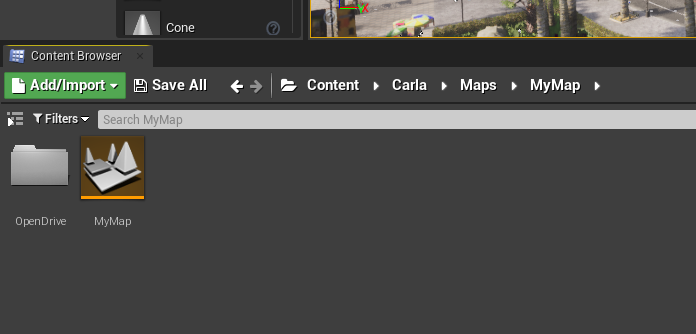 Cone
X
Content Browser
Add/Import
Save All
Content
Carla
Maps
MyMap
Filters
Search MyMap
OpenDrive
MyMap